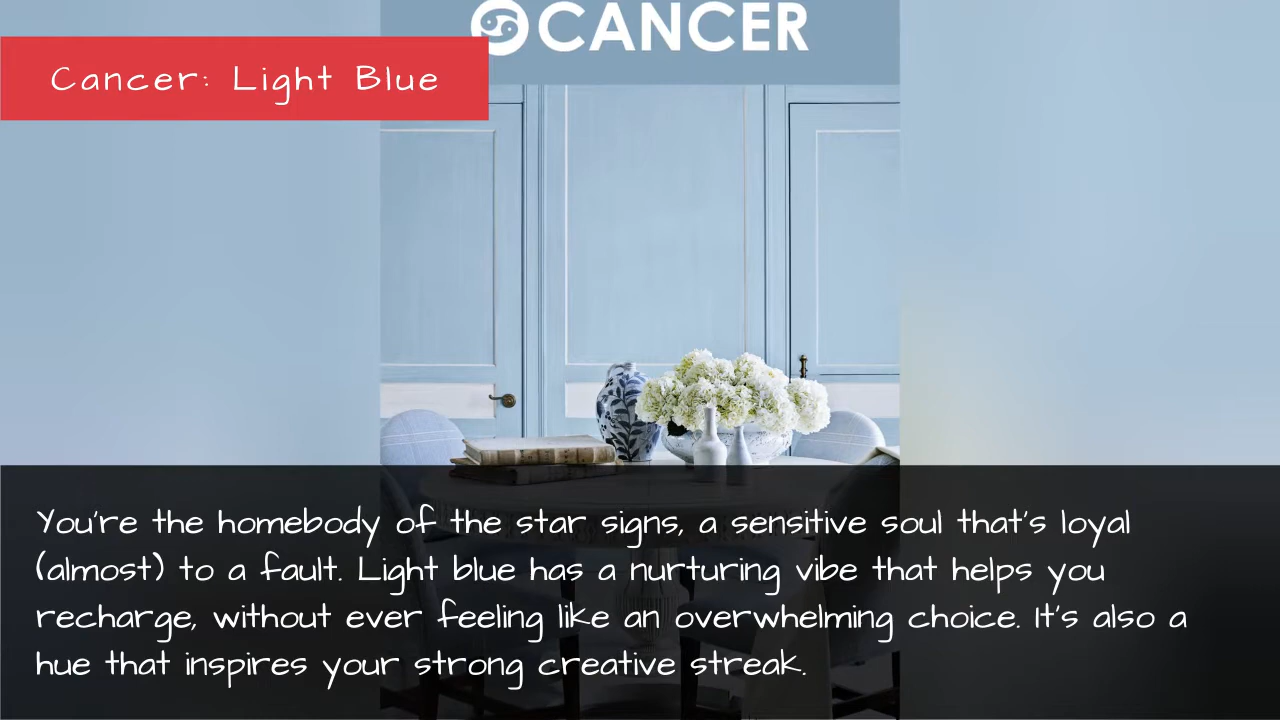 CANCER
Cancer: Light Blue
You're the homebody of the star signs, a sensitive soul that's loyal
(almost) to a fault. Light blue has a nurturing vibe that helps you
recharge, without ever feeling like an overwhelming choice. It's also a
hue that inspires your strong creative streak.